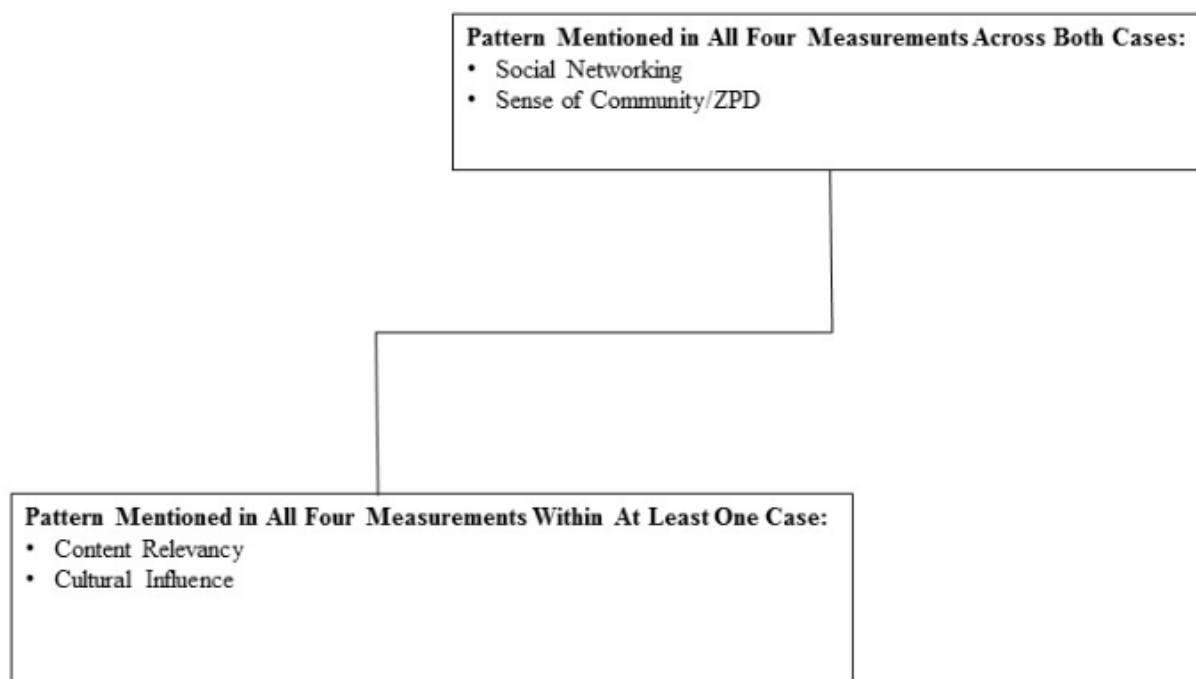 Pattern Mentioned in All Four Measurements Across Both Cases:
• Social Networking
• Sense of Community/ZPD
Pattern Mentioned in All Four Measurements Within At Least One Case:
• Content Relevancy
• Cultural Influence